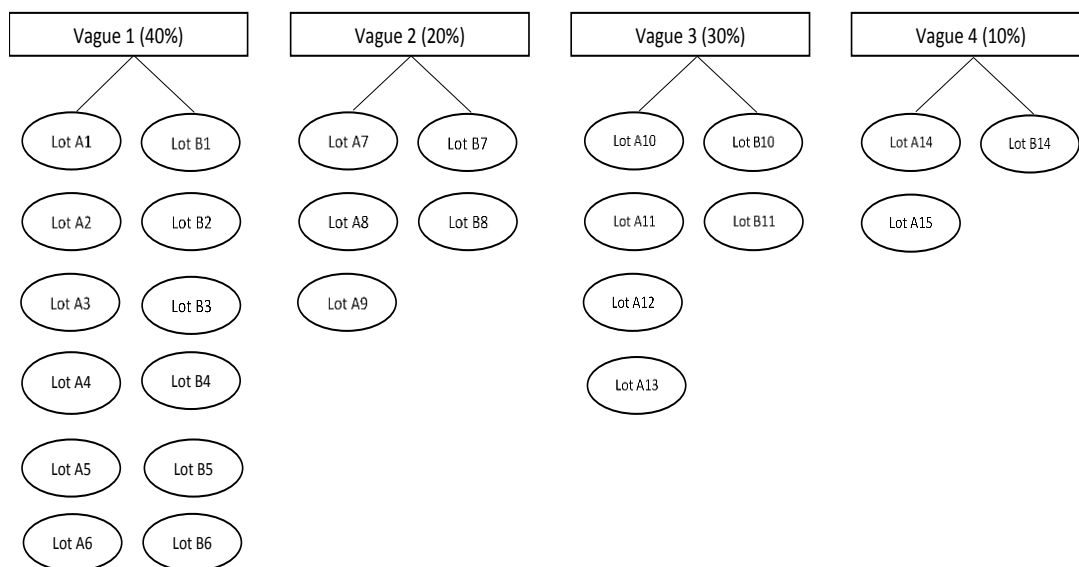 Vague 1 (40%)
Vague 2 (20%)
Vague 3 (30%)
Vague 4 (10%)
Lot A1
Lot B1
Lot A7
Lot B7
Lot A10
Lot B10
Lot A14
Lot B14
Lot A2
Lot B2
Lot A8
Lot B8
Lot A11
Lot B11
Lot A15
Lot A3
Lot B3
Lot A9
Lot A12
Lot A4
Lot B4
Lot A13
Lot A5
Lot B5
Lot A6
Lot B6